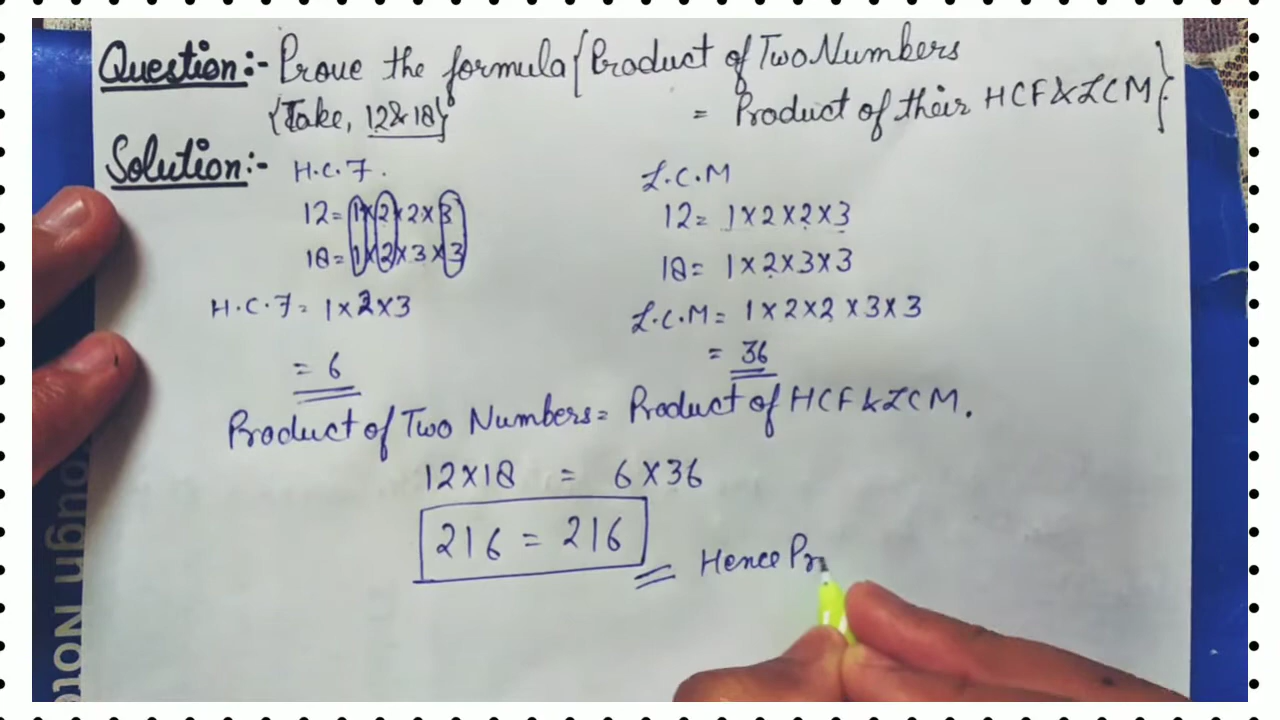 Question:- Prove the formula {Product of Two Numbers
= Product of their HCF & LCM}
{Take, 12 & 18}
Solution:-
H.C.F.
12 = 1 × 2 × 2 × 3
18 = 1 × 2 × 3 × 3
H.C.F = 1 × 2 × 3
= 6
L.C.M
12 = 1 × 2 × 2 × 3
18 = 1 × 2 × 3 × 3
L.C.M = 1 × 2 × 2 × 3 × 3
= 36
Product of Two Numbers = Product of HCF & LCM.
12 × 18 = 6 × 36
216 = 216
Hence Pr
ough Note